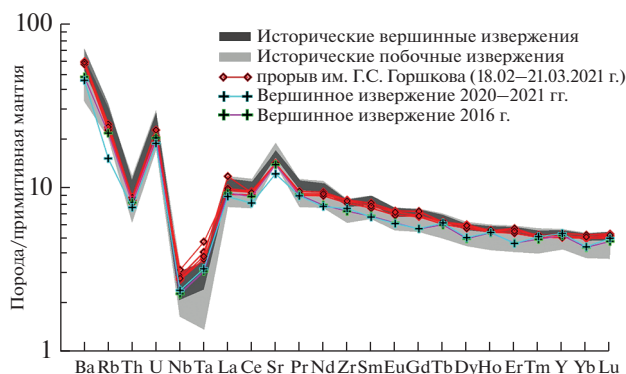 100
Исторические вершинные извержения
Исторические побочные извержения
прорыв им. Г.С. Горшкова (18.02–21.03.2021 г.)
Вершинное извержение 2020–2021 гг.
Вершинное извержение 2016 г.
Порода/примитивная мантия
10
1
Ba Rb Th U Nb Ta La Ce Sr Pr Nd Zr Sm Eu Gd Tb Dy Ho Er Tm Y Yb Lu